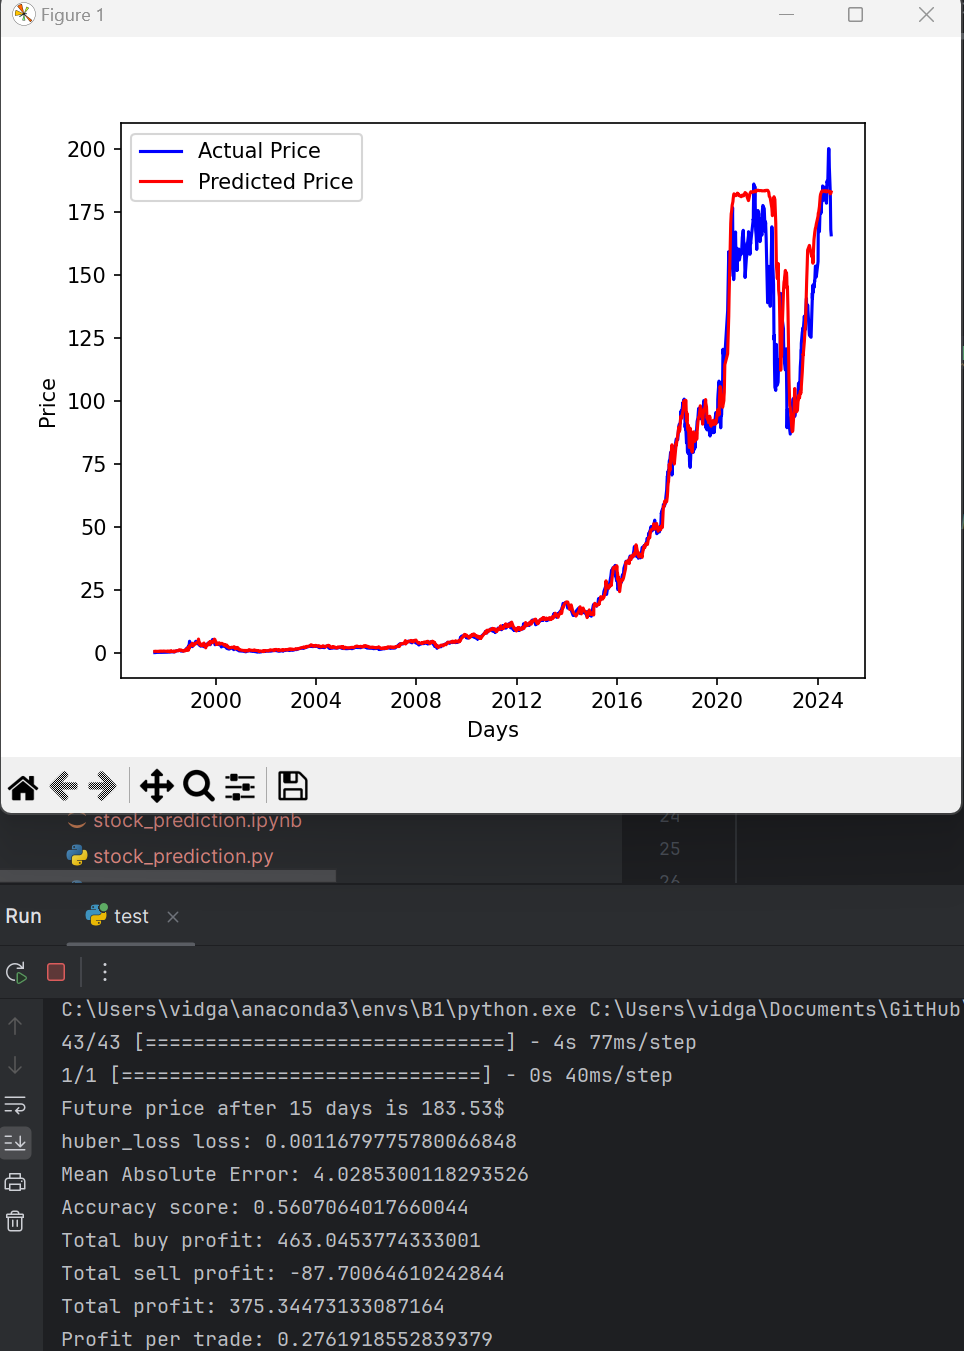 Figure 1
Actual Price
Predicted Price
200
175
150
125
100
75
50
25
0
Price
2000 2004 2008 2012 2016 2020 2024
Days
stock_prediction.ipynb
24
stock_prediction.py
25
26
Run
test
C:\Users\vidga\anaconda3\envs\B1\python.exe C:\Users\vidga\Documents\GitHub
43/43 [==============================] - 4s 77ms/step
1/1 [==============================] - 0s 40ms/step
Future price after 15 days is 183.53$
huber_loss loss: 0.0011679775780066848
Mean Absolute Error: 4.0285300118293526
Accuracy score: 0.5607064017660044
Total buy profit: 463.0453774333001
Total sell profit: -87.70064610242844
Total profit: 375.34473133087164
Profit per trade: 0.2761918552839379